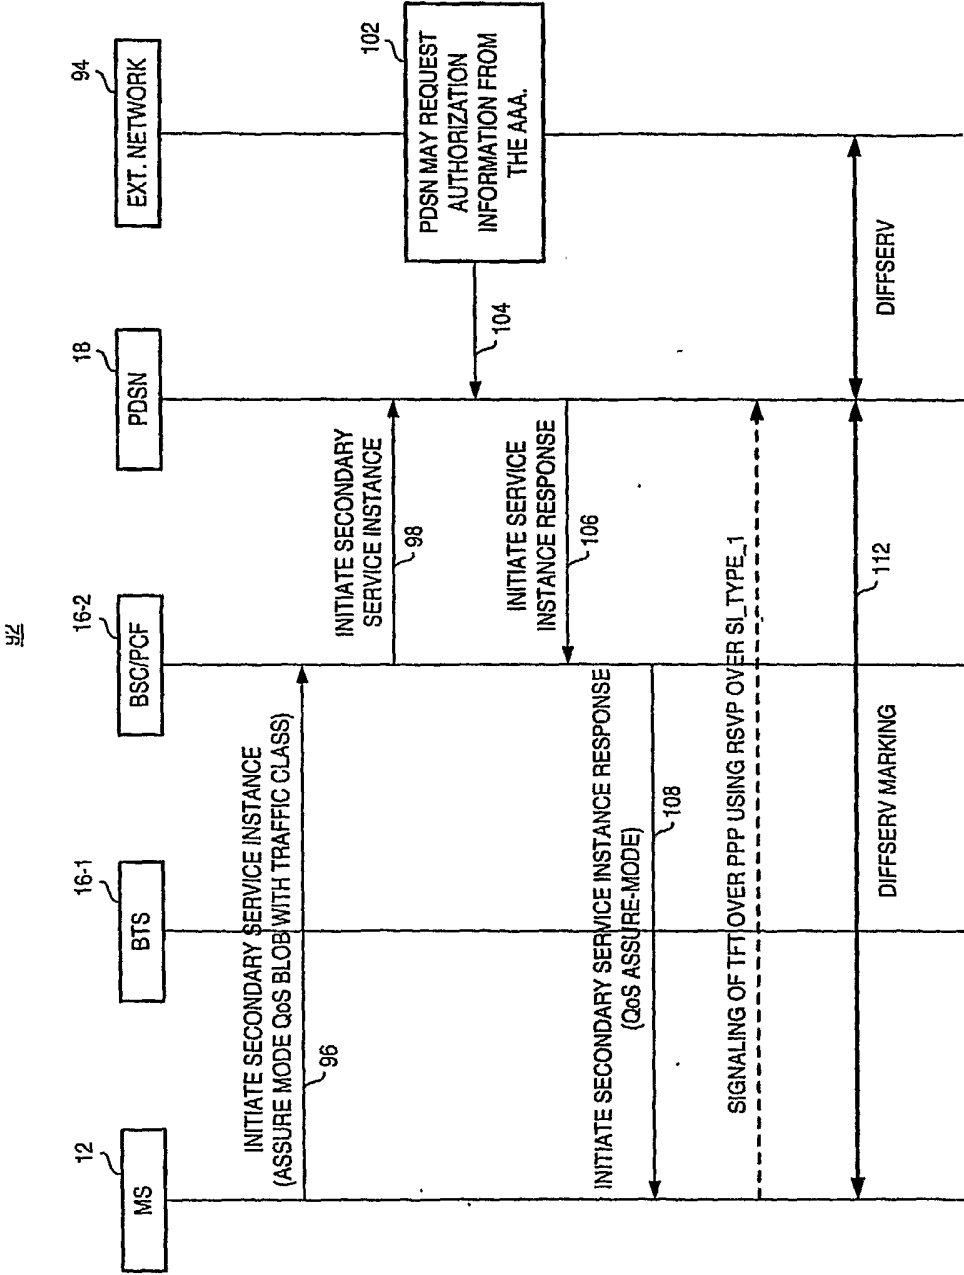 92
MS
12
BTS
16-1
BSC/PCF
16-2
PDSN
18
EXT. NETWORK
94
INITIATE SECONDARY SERVICE INSTANCE
(ASSURE MODE QoS BLOB WITH TRAFFIC CLASS)
96
INITIATE SECONDARY
SERVICE INSTANCE
98
PDSN MAY REQUEST
AUTHORIZATION
INFORMATION FROM
THE AAA.
102
104
INITIATE SERVICE
INSTANCE RESPONSE
106
INITIATE SECONDARY SERVICE INSTANCE RESPONSE
(QoS ASSURE-MODE)
108
SIGNALING OF TFT OVER PPP USING RSVP OVER SI_TYPE_1
DIFFSERV MARKING
112
DIFFSERV